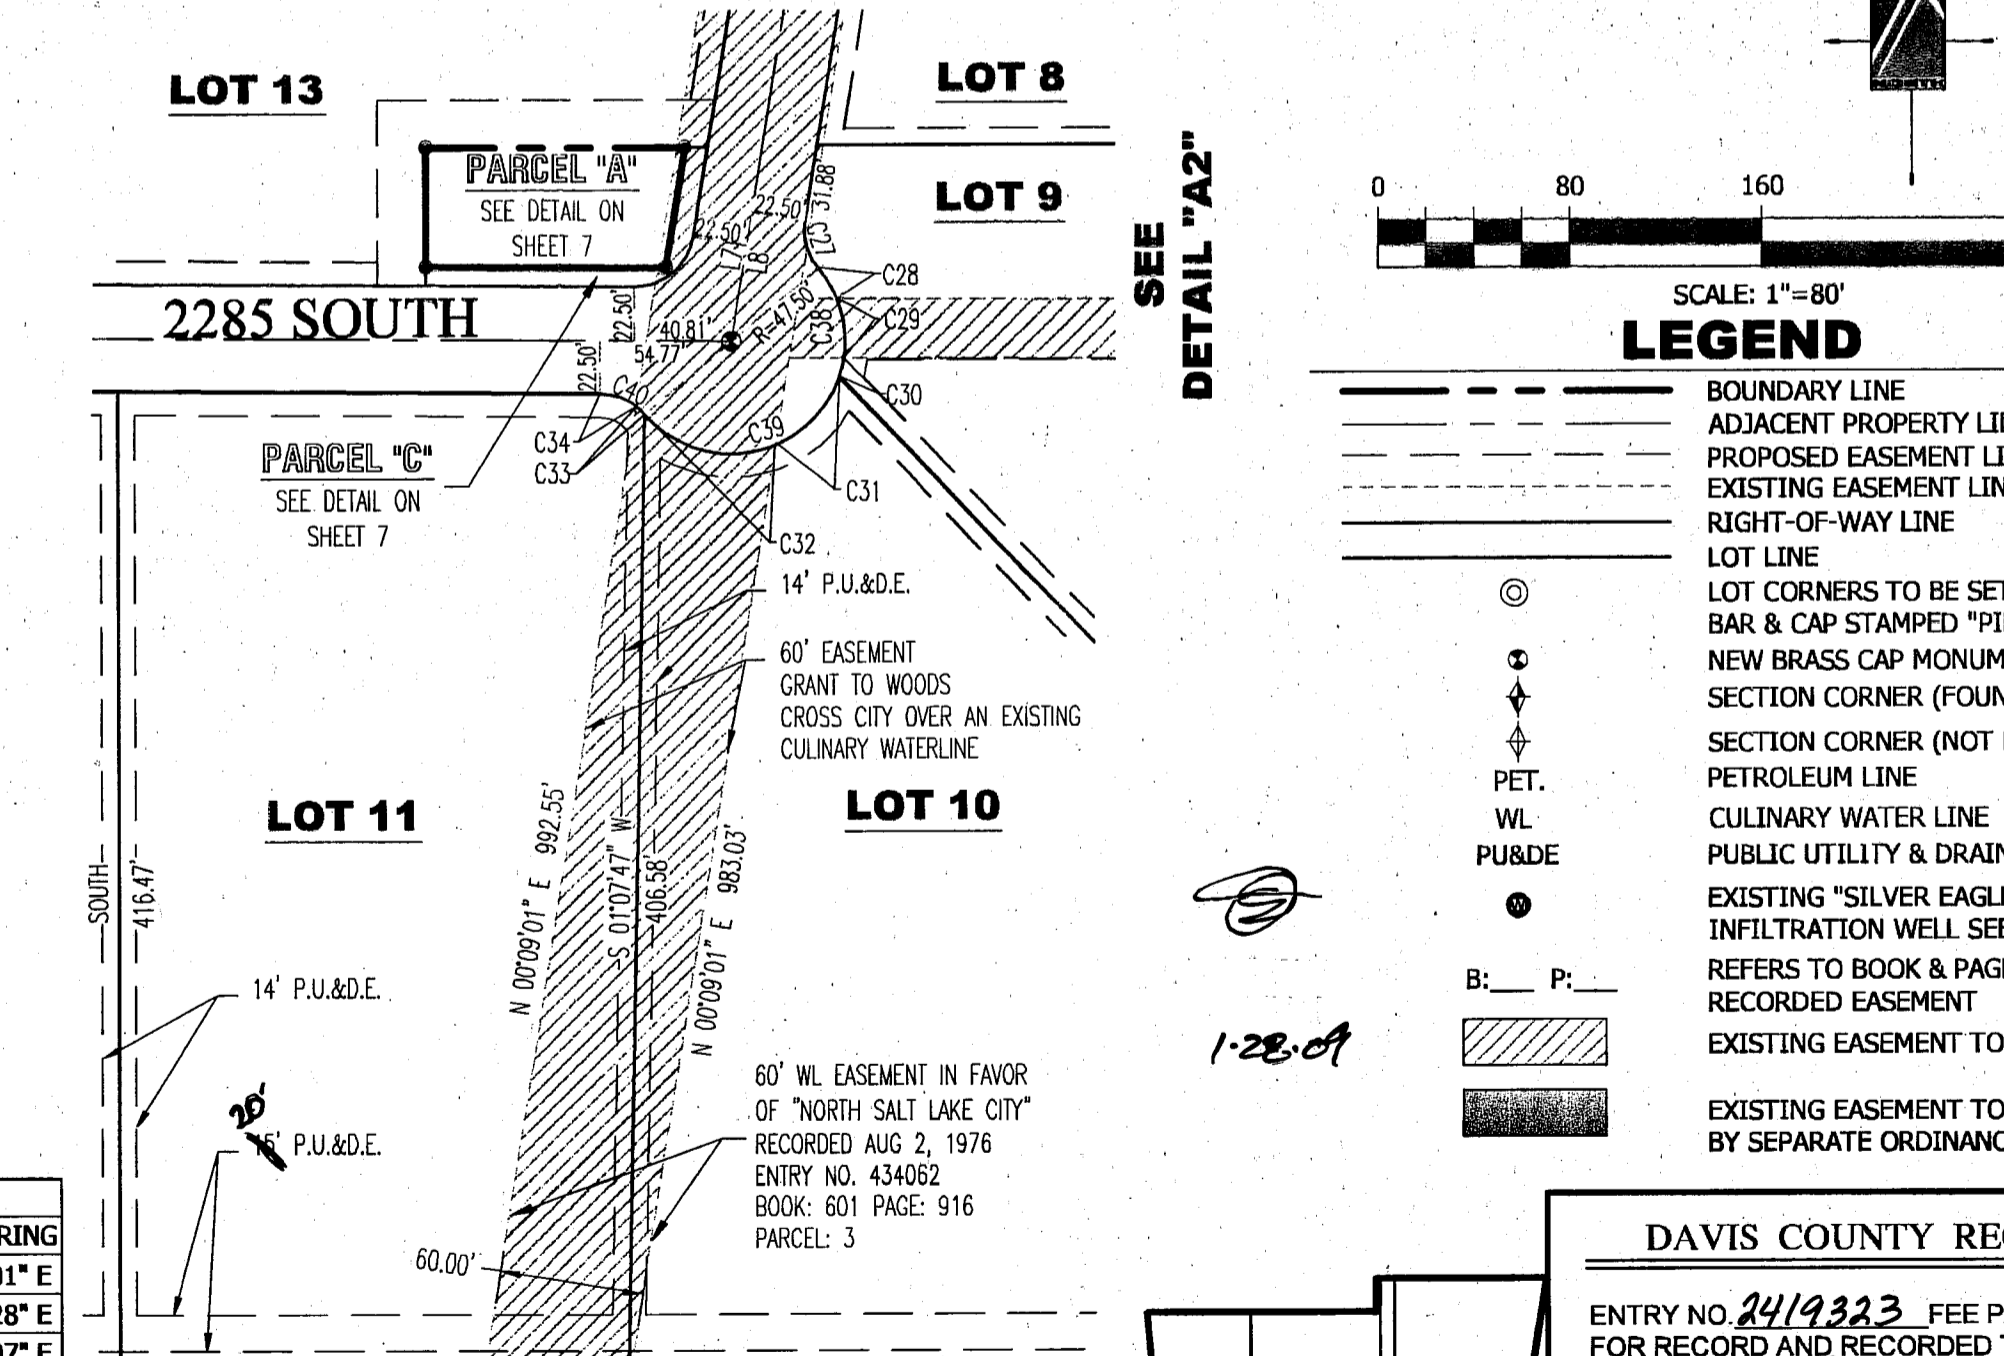 LOT 13
LOT 8
PARCEL "A"
SEE DETAIL ON
SHEET 7
LOT 9
22.50'
22.50'
C27 31.88'
L7
L8
C28
C29
2285 SOUTH
22.50'
22.50'
40.81'
54.77'
R=47.50'
C38
C40
C30
C39
C34
C33
C31
C32
PARCEL "C"
SEE DETAIL ON
SHEET 7
14' P.U.&D.E.
60' EASEMENT
GRANT TO WOODS
CROSS CITY OVER AN EXISTING
CULINARY WATERLINE
LOT 11
LOT 10
SOUTH
416.47'
N 00°09'01" E 992.55'
S 01°07'47" W
406.58'
N 00°09'01" E 983.03'
14' P.U.&D.E.
20'
15' P.U.&D.E.
60' WL EASEMENT IN FAVOR
OF "NORTH SALT LAKE CITY"
RECORDED AUG 2, 1976
ENTRY NO. 434062
BOOK: 601 PAGE: 916
PARCEL: 3
60.00'
RING
01" E
28" E
07" E
SEE
DETAIL "A2"
NORTH
0 80 160
SCALE: 1"=80'
LEGEND
BOUNDARY LINE
ADJACENT PROPERTY LI
PROPOSED EASEMENT LI
EXISTING EASEMENT LIN
RIGHT-OF-WAY LINE
LOT LINE
LOT CORNERS TO BE SET
BAR & CAP STAMPED "PI
NEW BRASS CAP MONUM
SECTION CORNER (FOUN
SECTION CORNER (NOT
PET. PETROLEUM LINE
WL CULINARY WATER LINE
PU&DE PUBLIC UTILITY & DRAIN
W EXISTING "SILVER EAGL
INFILTRATION WELL SEE
B:___ P:___ REFERS TO BOOK & PAG
RECORDED EASEMENT
EXISTING EASEMENT TO
EXISTING EASEMENT TO
BY SEPARATE ORDINANC
1-28-09
DAVIS COUNTY REC
ENTRY NO. 2419323 FEE P
FOR RECORD AND RECORDED